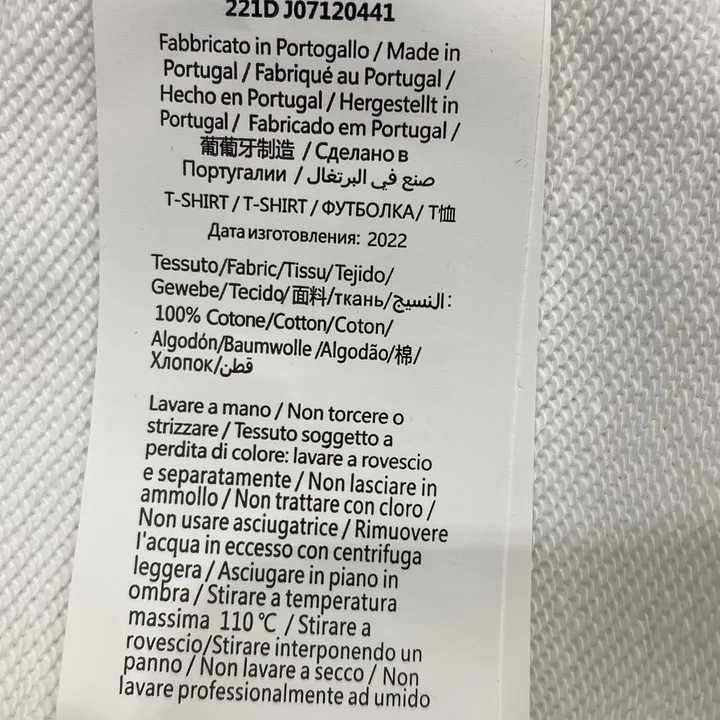 221D J07120441
Fabbricato in Portogallo / Made in
Portugal / Fabriqué au Portugal /
Hecho en Portugal / Hergestellt in
Portugal / Fabricado em Portugal /
葡萄牙制造 / Сделано в
Португалии / صنع في البرتغال
T-SHIRT / T-SHIRT / ФУТБОЛКА / T恤
Дата изготовления: 2022
Tessuto/Fabric/Tissu/Tejido/
Gewebe/Tecido/面料/ткань/النسيج:
100% Cotone/Cotton/Coton/
Algodón/Baumwolle /Algodão/棉/
Хлопок/قطن
Lavare a mano / Non torcere o
strizzare / Tessuto soggetto a
perdita di colore: lavare a rovescio
e separatamente / Non lasciare in
ammollo / Non trattare con cloro /
Non usare asciugatrice / Rimuovere
l'acqua in eccesso con centrifuga
leggera / Asciugare in piano in
ombra / Stirare a temperatura
massima 110 °C / Stirare a
rovescio/Stirare interponendo un
panno / Non lavare a secco / Non
lavare professionalmente ad umido